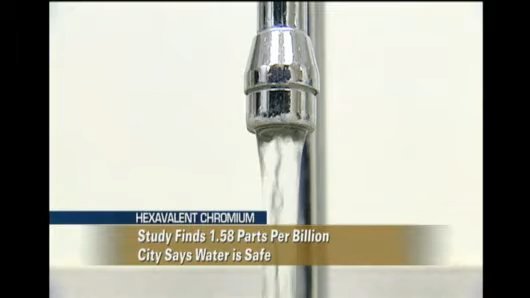 HEXAVALENT CHROMIUM
Study Finds 1.58 Parts Per Billion
City Says Water is Safe